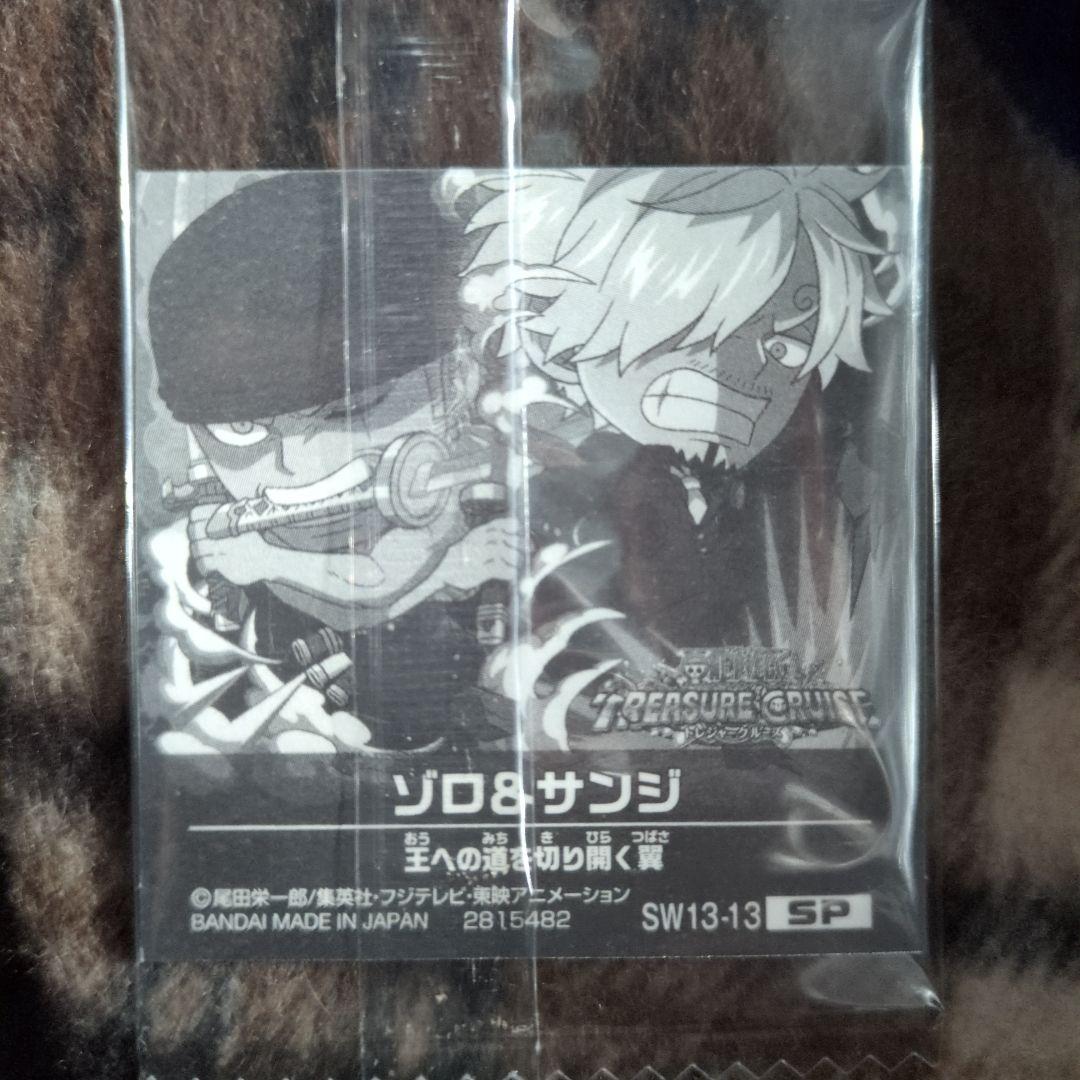 TREASURE CRUISE
トレジャークルーズ
ゾロ&サンジ
おう みち き ひら つばさ
王への道を切り開く翼
©尾田栄一郎/集英社・フジテレビ・東映アニメーション
BANDAI MADE IN JAPAN 2815482
SW13-13 SP